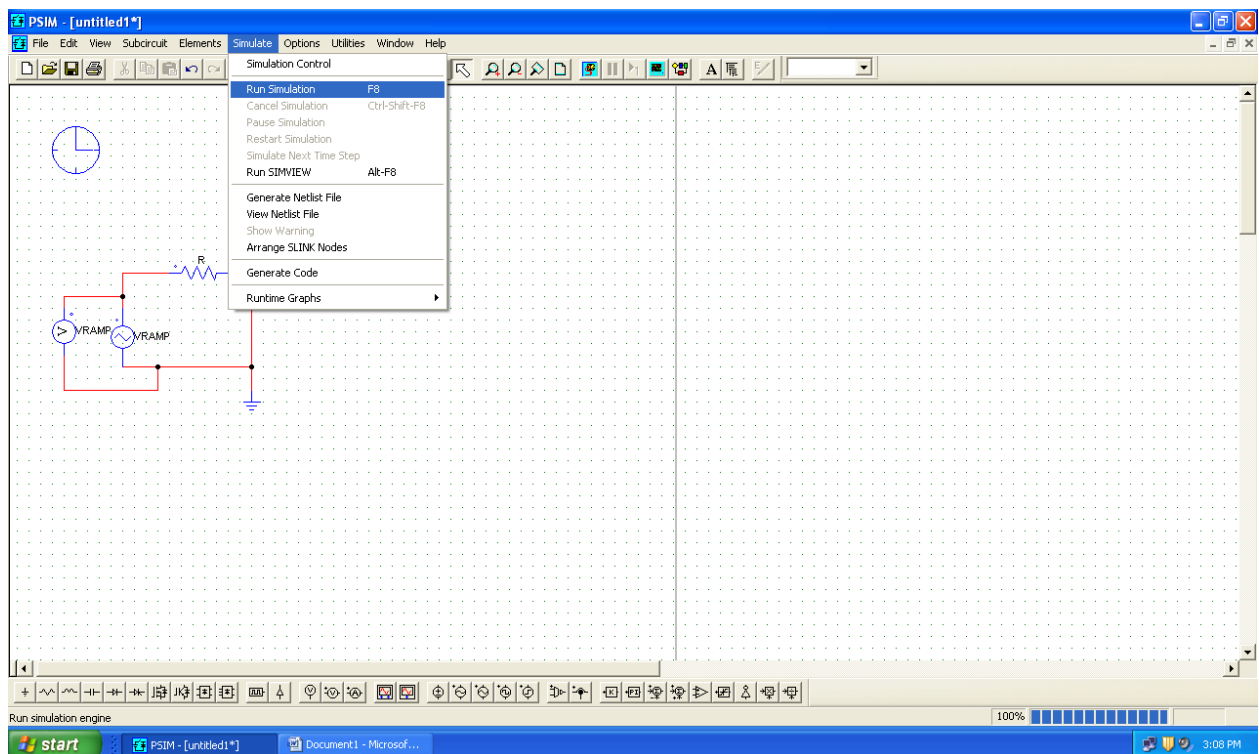 PSIM - [untitled1*]
File Edit View Subcircuit Elements Simulate Options Utilities Window Help
Simulation Control
Run Simulation F8
Cancel Simulation Ctrl-Shift-F8
Pause Simulation
Restart Simulation
Simulate Next Time Step
Run SIMVIEW Alt-F8
Generate Netlist File
View Netlist File
Show Warning
Arrange SLINK Nodes
Generate Code
Runtime Graphs
A
R
VRAMP
VRAMP
Run simulation engine
100%
start
PSIM - [untitled1*]
Document1 - Microsof...
3:08 PM